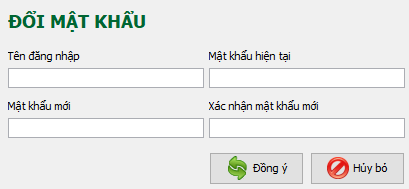 ĐỔI MẬT KHẨU
Tên đăng nhập Mật khẩu hiện tại
Mật khẩu mới Xác nhận mật khẩu mới
Đồng ý Hủy bỏ